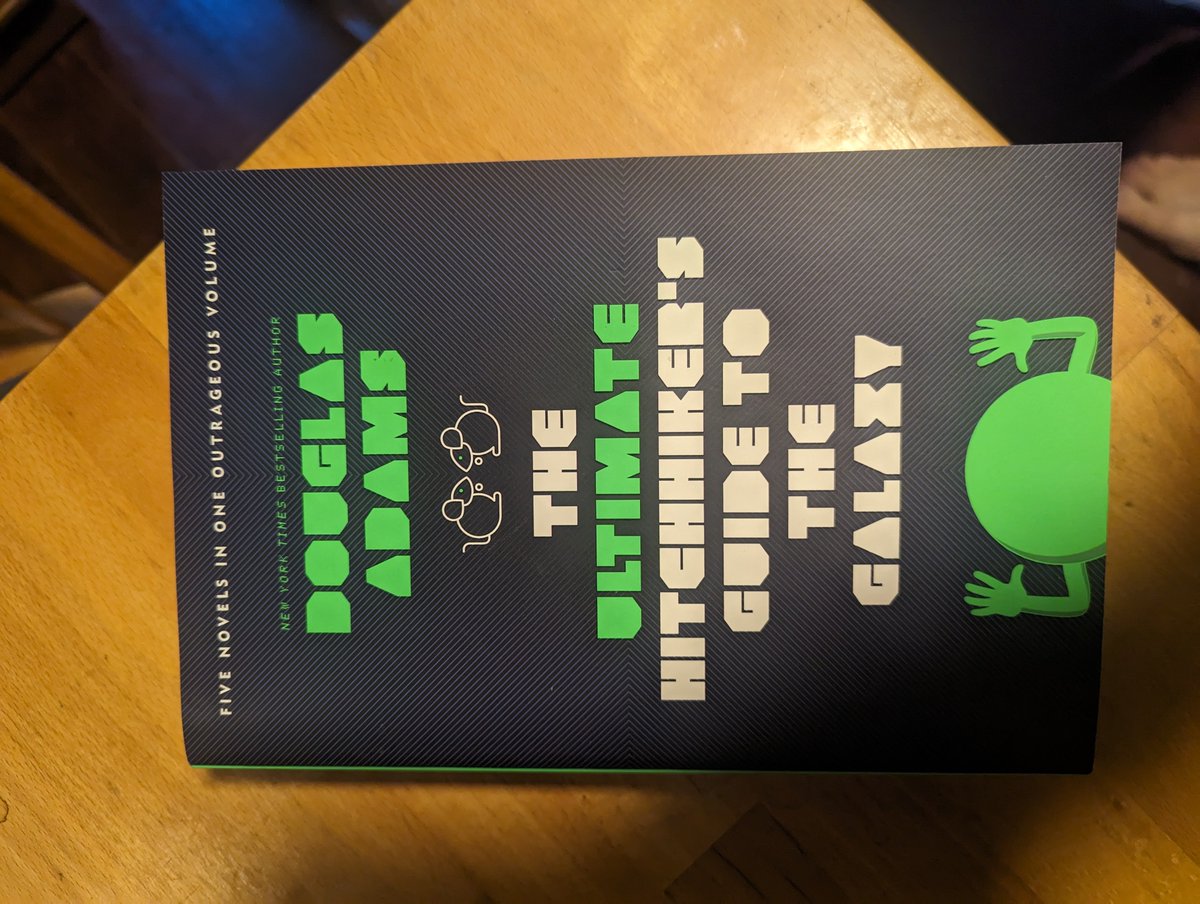 FIVE NOVELS IN ONE OUTRAGEOUS VOLUME
NEW YORK TIMES BESTSELLING AUTHOR
DOUGLAS
ADAMS
THE
ULTIMATE
HITCHHIKER'S
GUIDE TO
THE
GALAXY